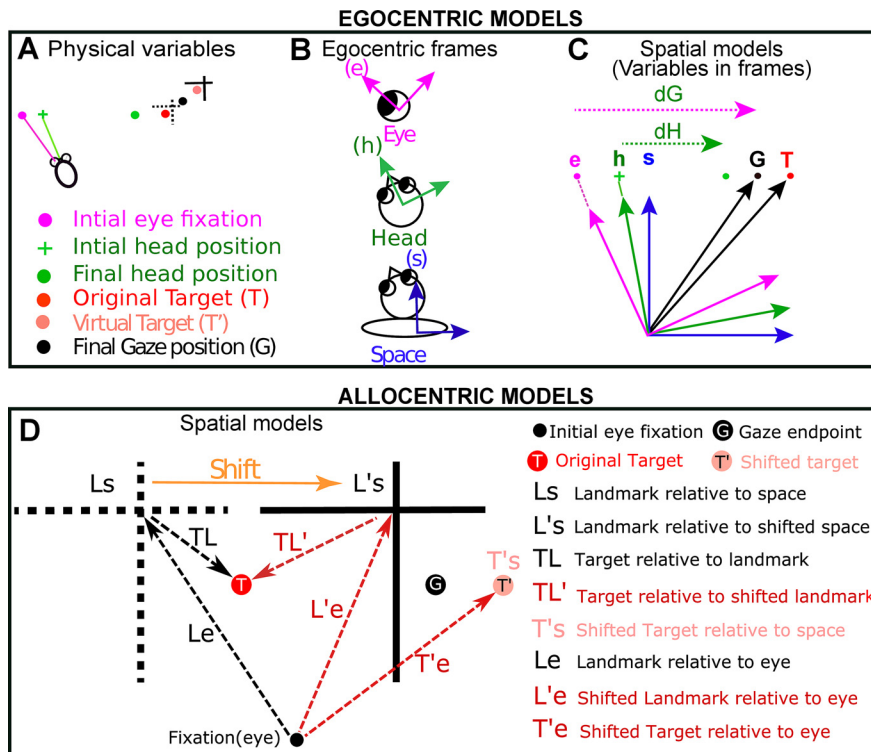 EGOCENTRIC MODELS
A Physical variables
B Egocentric frames
C Spatial models
(Variables in frames)
(e)
Eye
(h)
Head
(s)
Space
dG
dH
e h s G T
Intial eye fixation
Intial head position
Final head position
Original Target (T)
Virtual Target (T')
Final Gaze position (G)
ALLOCENTRIC MODELS
D Spatial models
Ls Shift L's
TL TL'
T
Le L'e
G
T's
T'
T'e
Fixation(eye)
Initial eye fixation G Gaze endpoint
T Original Target T' Shifted target
Ls Landmark relative to space
L's Landmark relative to shifted space
TL Target relative to landmark
TL' Target relative to shifted landmark
T's Shifted Target relative to space
Le Landmark relative to eye
L'e Shifted Landmark relative to eye
T'e Shifted Target relative to eye